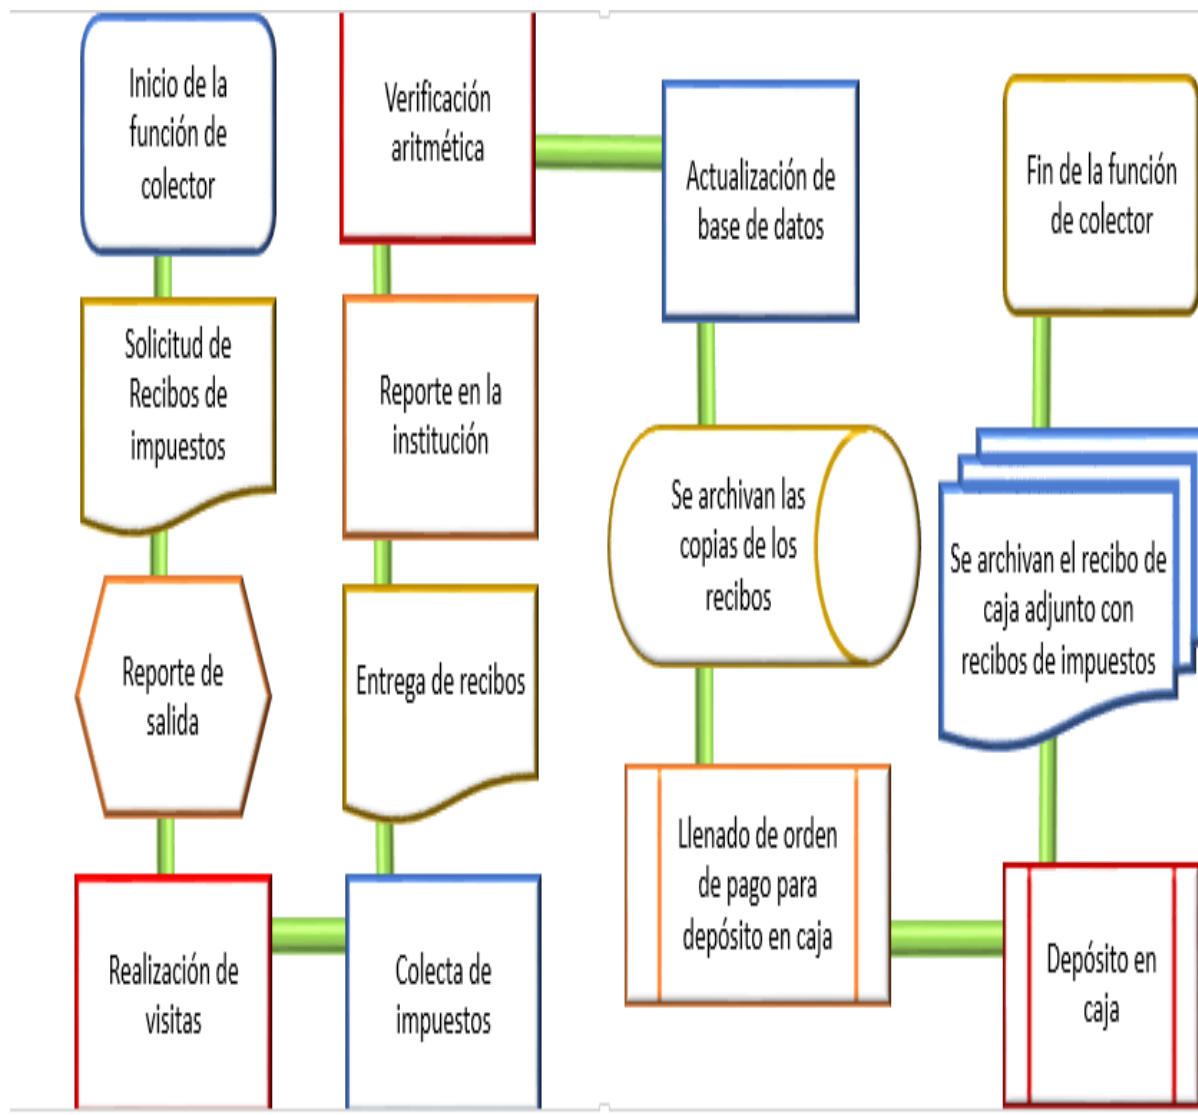 Inicio de la
función de
colector
Solicitud de
Recibos de
impuestos
Reporte de
salida
Realización de
visitas
Colecta de
impuestos
Entrega de recibos
Reporte en la
institución
Verificación
aritmética
Actualización de
base de datos
Se archivan las
copias de los
recibos
Llenado de orden
de pago para
depósito en caja
Depósito en
caja
Se archivan el recibo de
caja adjunto con
recibos de impuestos
Fin de la función
de colector